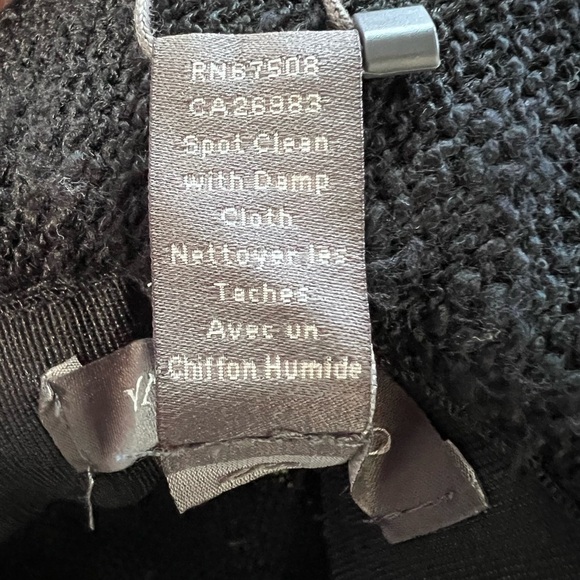 RN67508
CA26983
Spot Clean
with Damp
Cloth
Nettoyer les
Taches
Avec un
Chiffon Humide